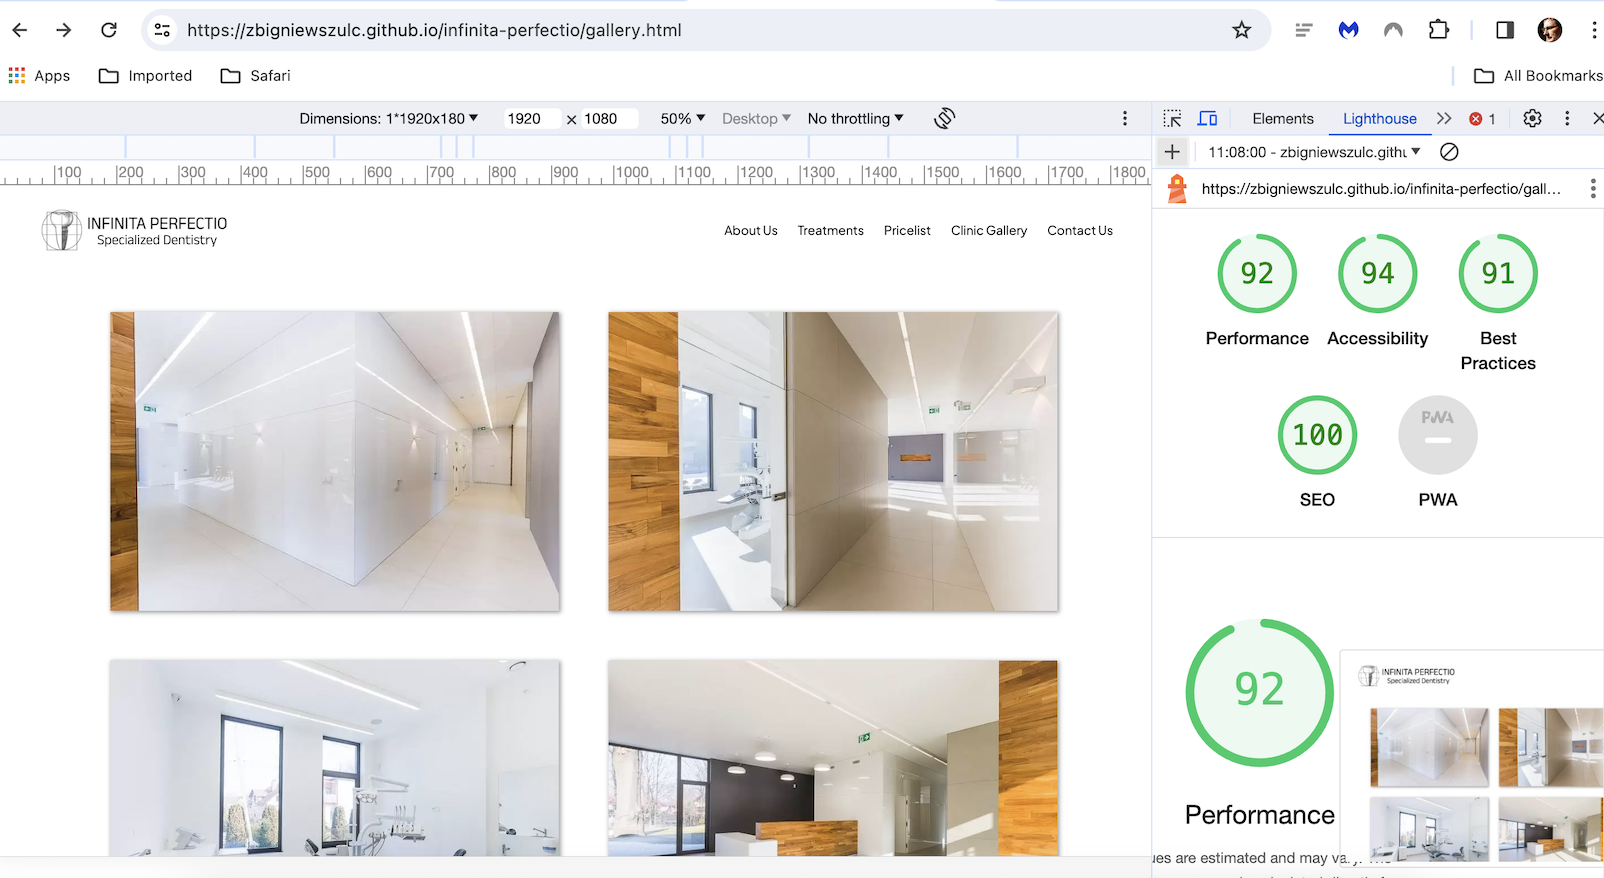 https://zbigniewszulc.github.io/infinita-perfectio/gallery.html
Apps Imported Safari All Bookmarks
Dimensions: 1*1920x180 1920 × 1080 50% Desktop No throttling
Elements Lighthouse 1
11:08:00 - zbigniewszulc.githu
100 200 300 400 500 600 700 800 900 1000 1100 1200 1300 1400 1500 1600 1700 1800
https://zbigniewszulc.github.io/infinita-perfectio/gall...
INFINITA PERFECTIO
Specialized Dentistry
About Us Treatments Pricelist Clinic Gallery Contact Us
92 94 91
Performance Accessibility Best
Practices
100 PWA
SEO PWA
92
INFINITA PERFECTIO
Specialized Dentistry
Performance
ues are estimated and may vary. The